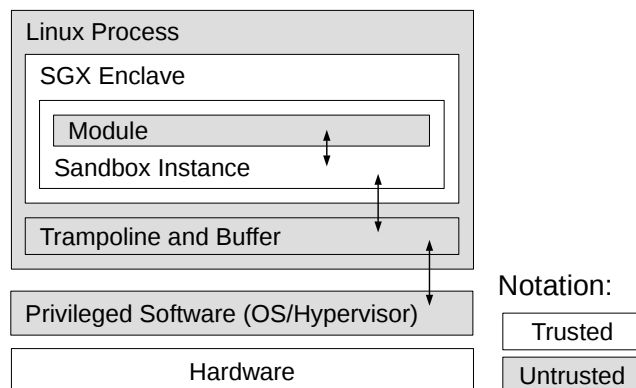 Linux Process
SGX Enclave
Module
Sandbox Instance
Trampoline and Buffer
Privileged Software (OS/Hypervisor)
Hardware
Notation:
Trusted
Untrusted